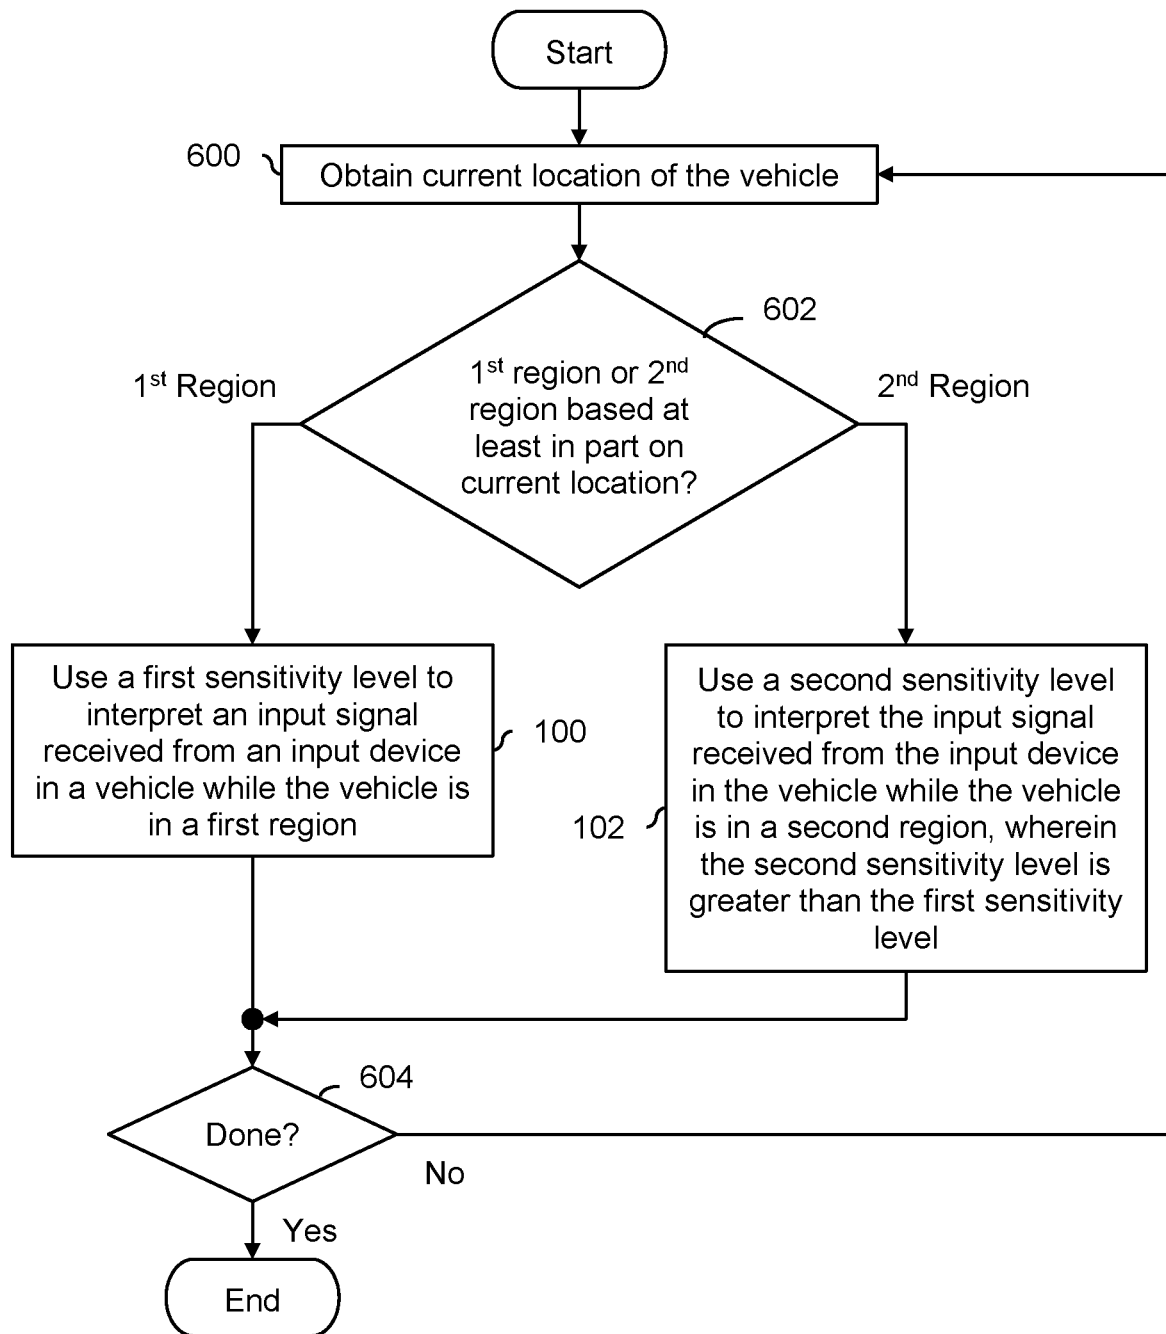 Start
600
Obtain current location of the vehicle
602
1st Region
1st region or 2nd
region based at
least in part on
current location?
2nd Region
Use a first sensitivity level to
interpret an input signal
received from an input device
in a vehicle while the vehicle is
in a first region
100
Use a second sensitivity level
to interpret the input signal
received from the input device
in the vehicle while the vehicle
is in a second region, wherein
the second sensitivity level is
greater than the first sensitivity
level
102
604
Done?
No
Yes
End